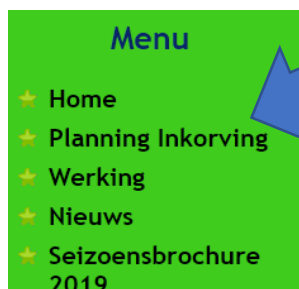 Menu
Home
Planning Inkorving
Werking
Nieuws
Seizoensbrochure
2019